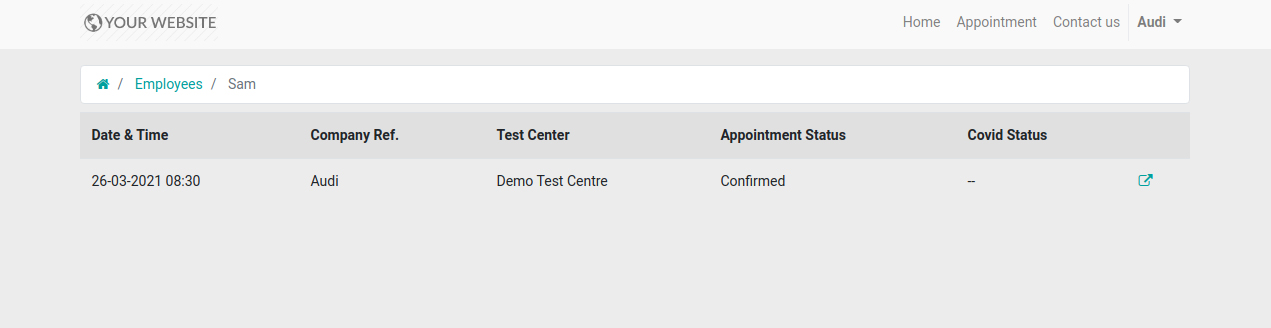 YOUR WEBSITE Home Appointment Contact us Audi
/ Employees / Sam
Date & Time Company Ref. Test Center Appointment Status Covid Status
26-03-2021 08:30 Audi Demo Test Centre Confirmed --